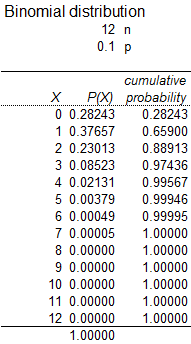 Binomial distribution
12 n
0.1 p
cumulative
X P(X) probability
0 0.28243 0.28243
1 0.37657 0.65900
2 0.23013 0.88913
3 0.08523 0.97436
4 0.02131 0.99567
5 0.00379 0.99946
6 0.00049 0.99995
7 0.00005 1.00000
8 0.00000 1.00000
9 0.00000 1.00000
10 0.00000 1.00000
11 0.00000 1.00000
12 0.00000 1.00000
1.00000